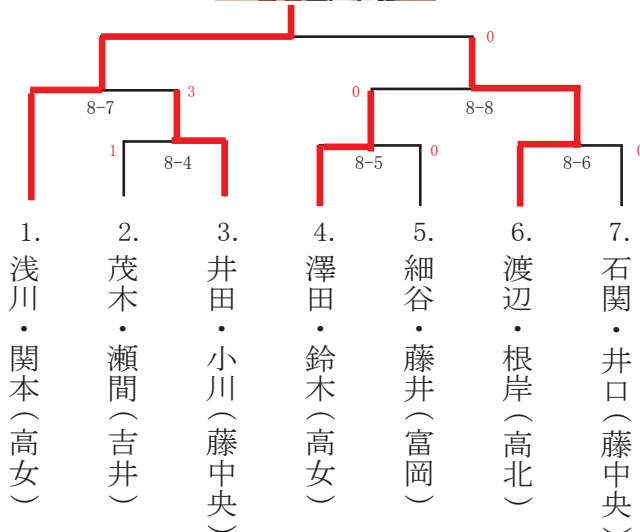 0
3
0
8-7
8-8
1
8-4
8-5
0
8-6
0
1.
浅川・関本(高女)
2.
茂木・瀬間(吉井)
3.
井田・小川(藤中央)
4.
澤田・鈴木(高女)
5.
細谷・藤井(富岡)
6.
渡辺・根岸(高北)
7.
石関・井口(藤中央)